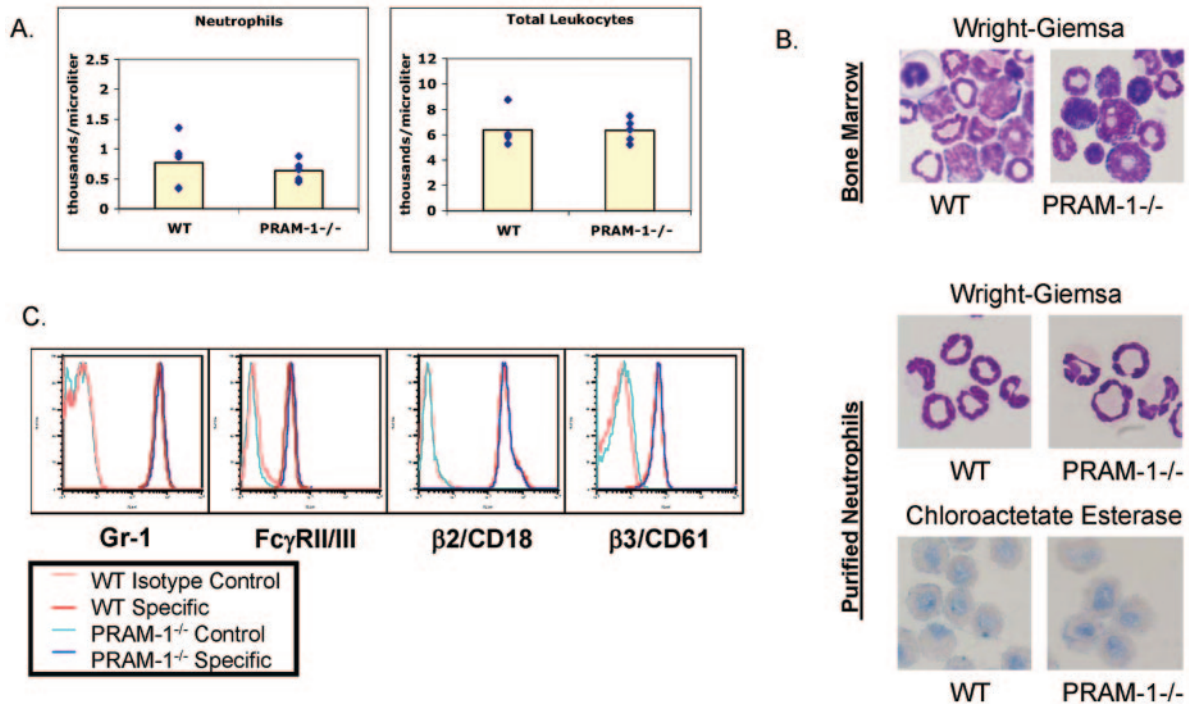 A.
Neutrophils
thousands/microliter
2.5
2
1.5
1
0.5
0
WT
PRAM-1-/-
Total Leukocytes
thousands/microliter
12
10
8
6
4
2
0
WT
PRAM-1-/-
B.
Wright-Giemsa
Bone Marrow
WT
PRAM-1-/-
Wright-Giemsa
Purified Neutrophils
WT
PRAM-1-/-
Chloroactetate Esterase
WT
PRAM-1-/-
C.
Gr-1
FcγRII/III
β2/CD18
β3/CD61
WT Isotype Control
WT Specific
PRAM-1-/- Control
PRAM-1-/- Specific